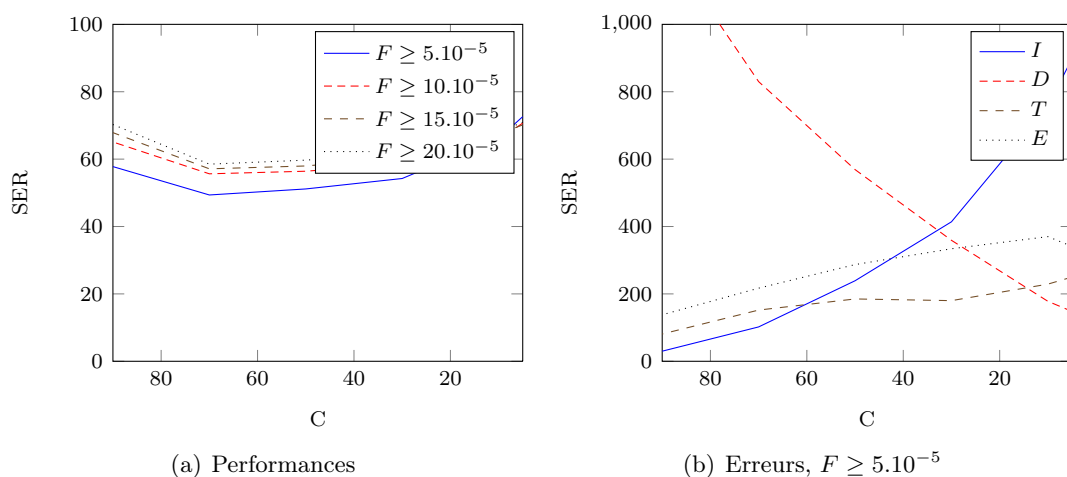 100
80
60
40
20
0
SER
80 60 40 20
C
F ≥ 5.10⁻⁵
F ≥ 10.10⁻⁵
F ≥ 15.10⁻⁵
F ≥ 20.10⁻⁵
(a) Performances
1,000
800
600
400
200
0
SER
80 60 40 20
C
I
D
T
E
(b) Erreurs, F ≥ 5.10⁻⁵